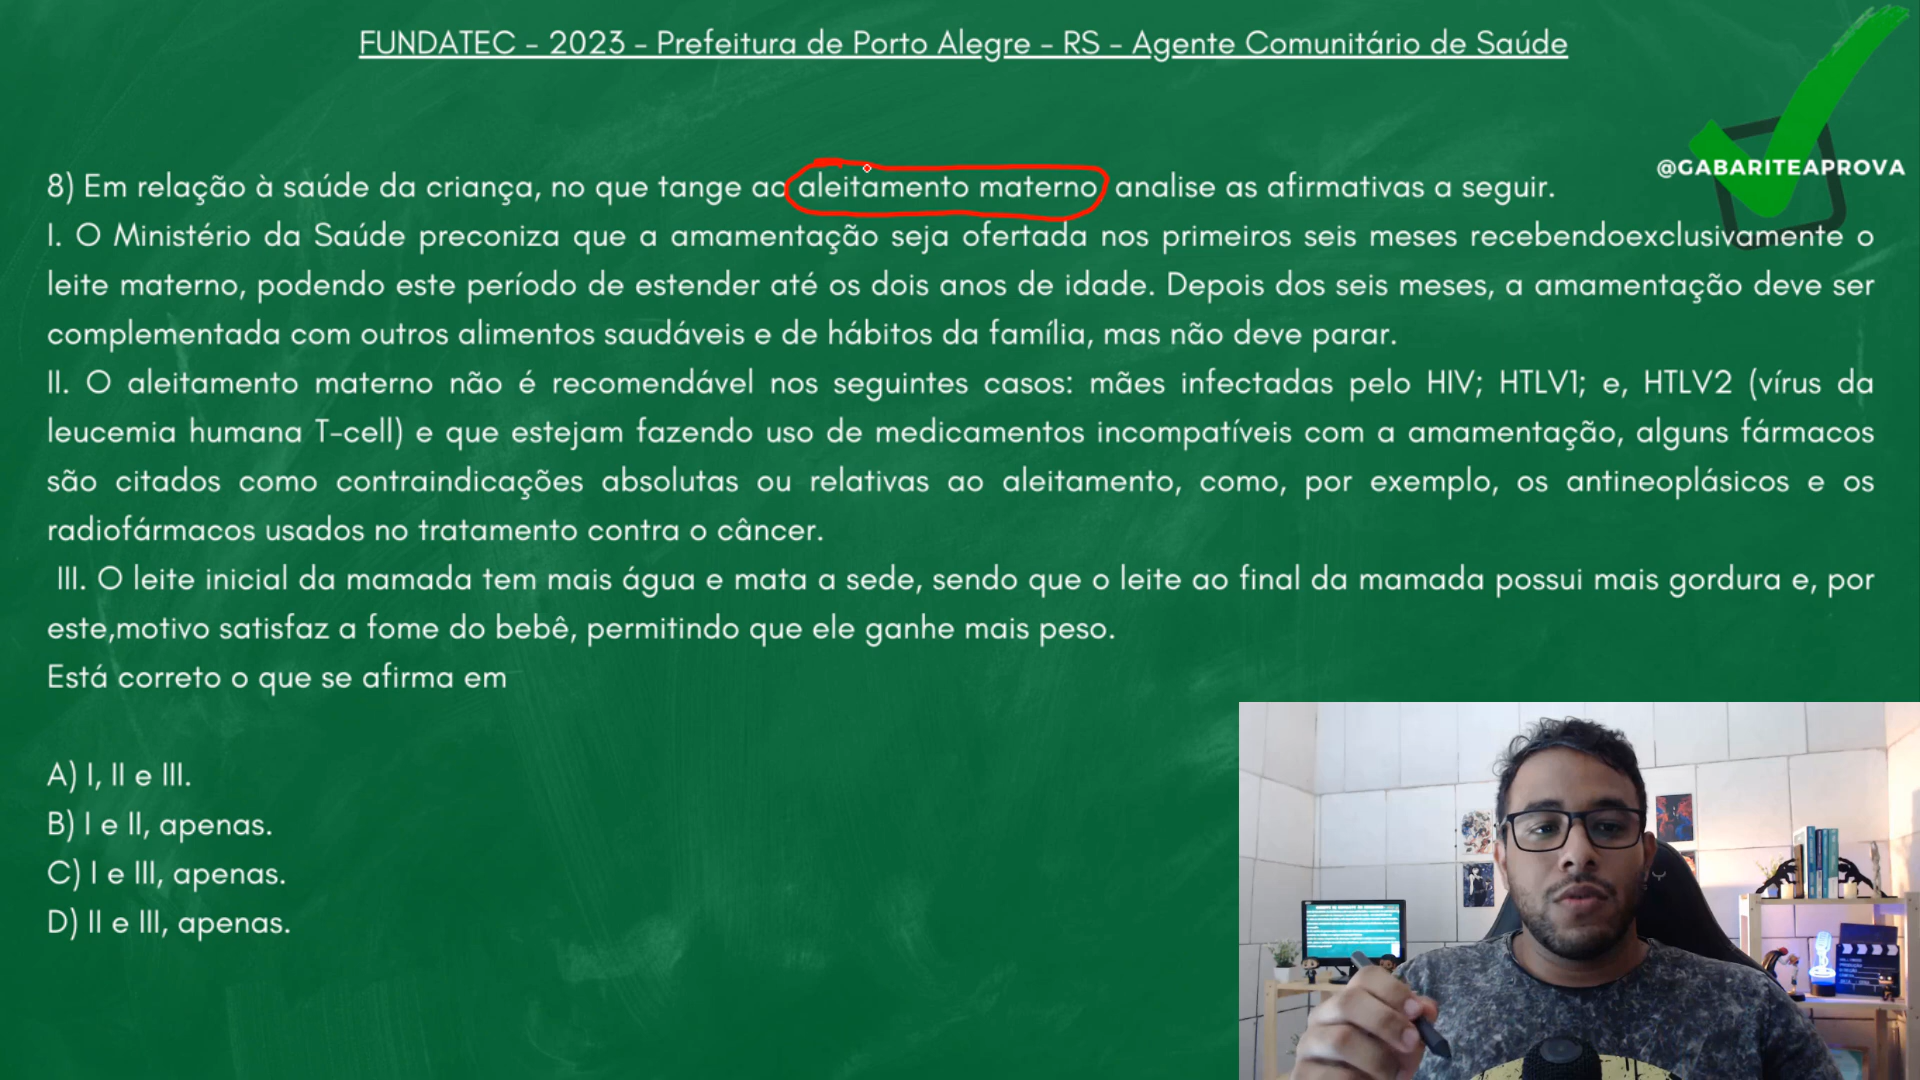 FUNDATEC - 2023 - Prefeitura de Porto Alegre - RS - Agente Comunitário de Saúde
@GABARITEAPROVA
8) Em relação à saúde da criança, no que tange ao aleitamento materno analise as afirmativas a seguir.
I. O Ministério da Saúde preconiza que a amamentação seja ofertada nos primeiros seis meses recebendoexclusivamente o
leite materno, podendo este período de estender até os dois anos de idade. Depois dos seis meses, a amamentação deve ser
complementada com outros alimentos saudáveis e de hábitos da família, mas não deve parar.
II. O aleitamento materno não é recomendável nos seguintes casos: mães infectadas pelo HIV; HTLV1; e, HTLV2 (vírus da
leucemia humana T-cell) e que estejam fazendo uso de medicamentos incompatíveis com a amamentação, alguns fármacos
são citados como contraindicações absolutas ou relativas ao aleitamento, como, por exemplo, os antineoplásicos e os
radiofármacos usados no tratamento contra o câncer.
III. O leite inicial da mamada tem mais água e mata a sede, sendo que o leite ao final da mamada possui mais gordura e, por
este,motivo satisfaz a fome do bebê, permitindo que ele ganhe mais peso.
Está correto o que se afirma em
A) I, II e III.
B) I e II, apenas.
C) I e III, apenas.
D) II e III, apenas.